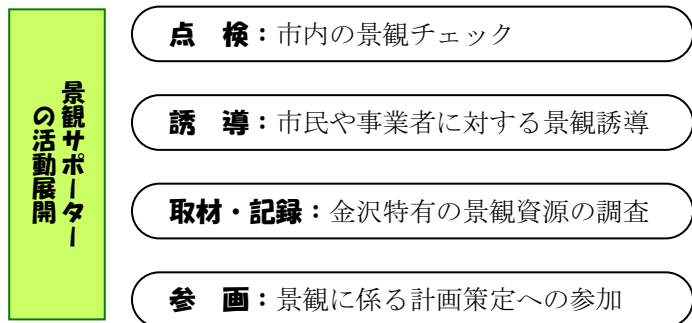 景観サポーター
の活動展開
点　検：市内の景観チェック
誘　導：市民や事業者に対する景観誘導
取材・記録：金沢特有の景観資源の調査
参　画：景観に係る計画策定への参加